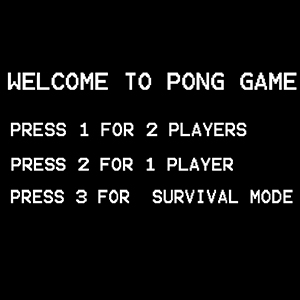 WELCOME TO PONG GAME
PRESS 1 FOR 2 PLAYERS
PRESS 2 FOR 1 PLAYER
PRESS 3 FOR SURVIVAL MODE